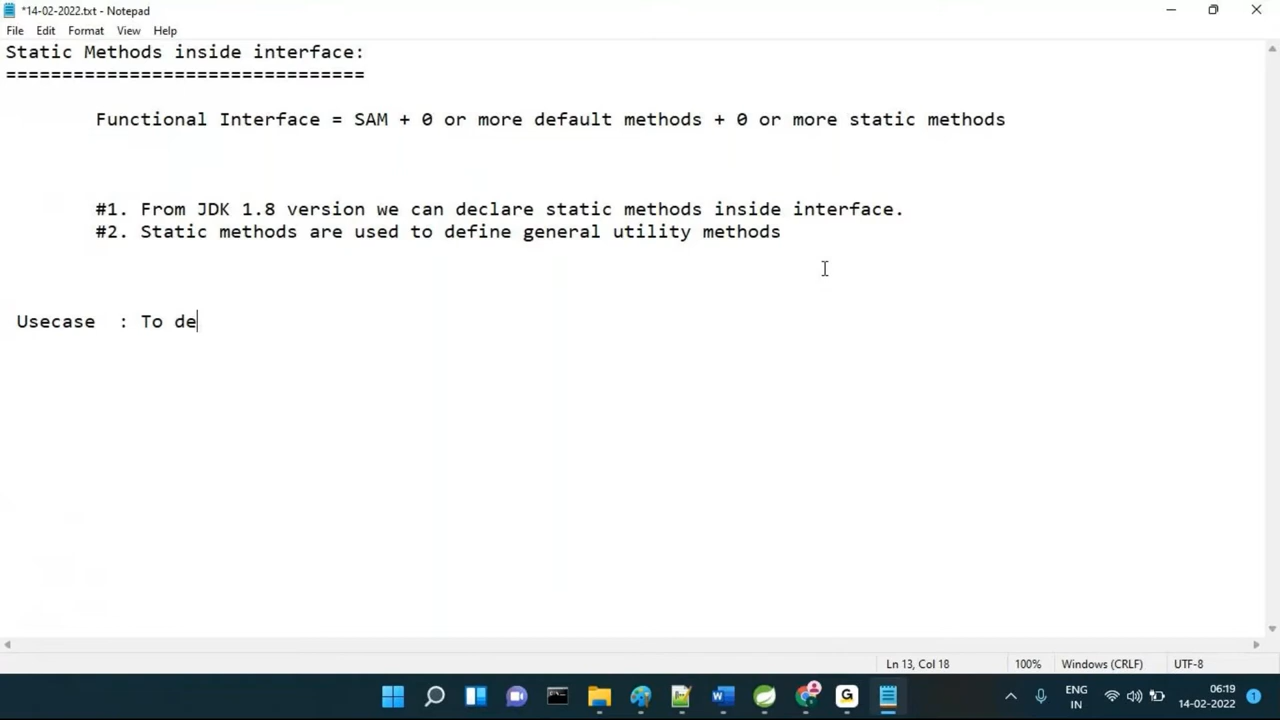 *14-02-2022.txt - Notepad
File Edit Format View Help
Static Methods inside interface:
================================
Functional Interface = SAM + 0 or more default methods + 0 or more static methods
#1. From JDK 1.8 version we can declare static methods inside interface.
#2. Static methods are used to define general utility methods
Usecase : To de
Ln 13, Col 18 100% Windows (CRLF) UTF-8
ENG
IN
06:19
14-02-2022
1